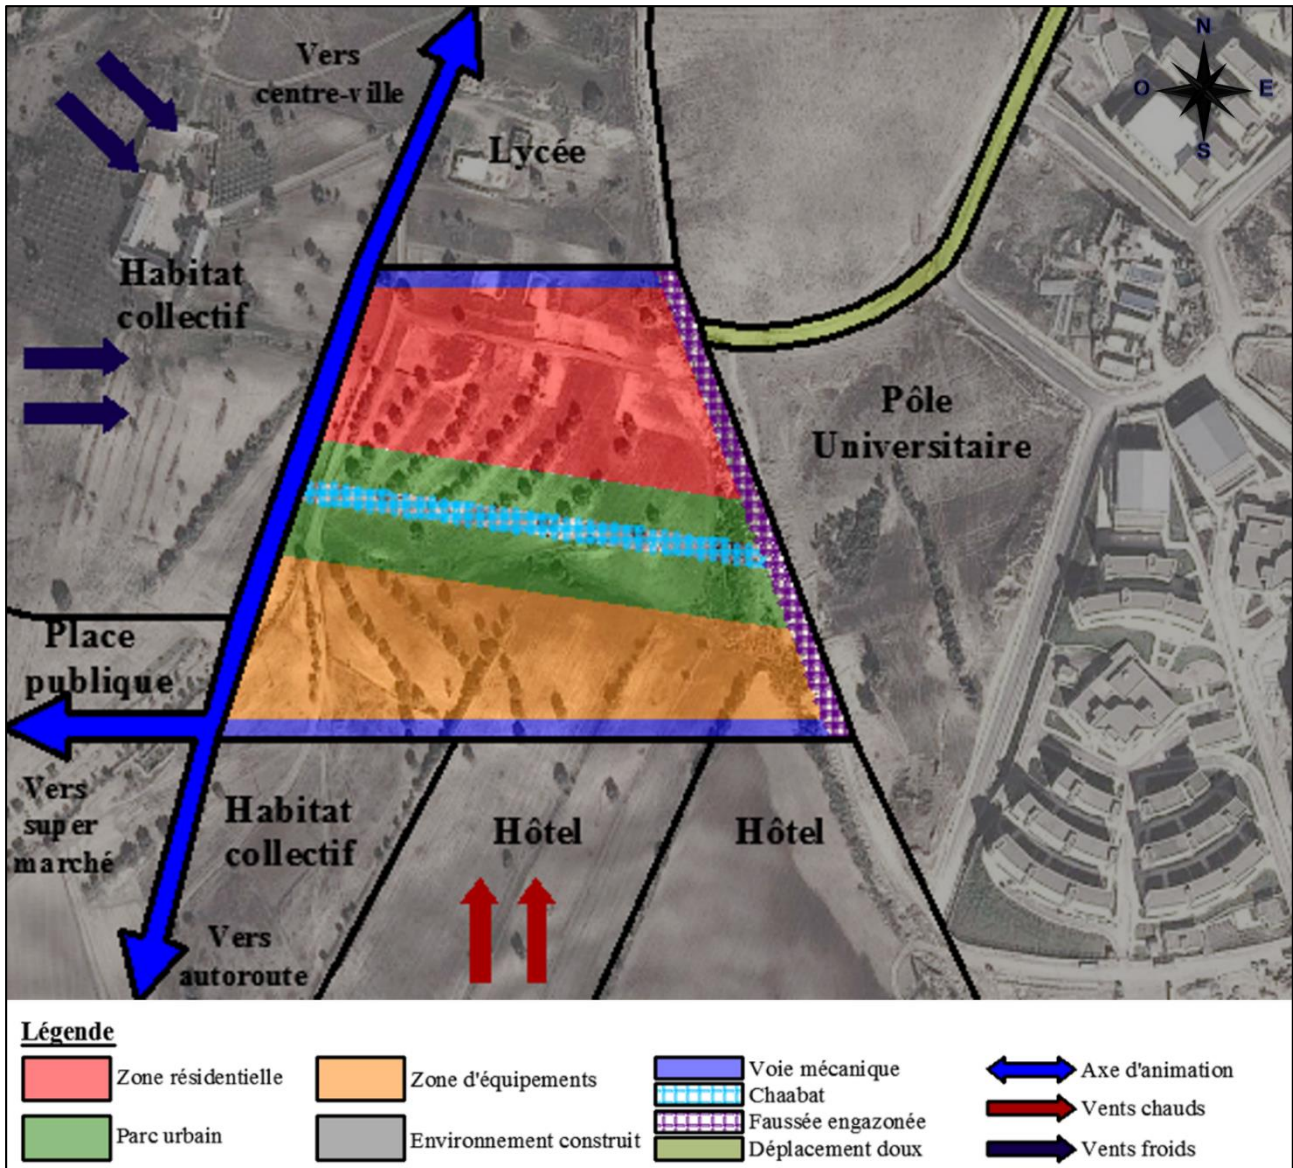 Vers
centre-ville
N
O
E
S
Lycée
Habitat
collectif
Pôle
Universitaire
Place
publique
Vers
super
marché
Habitat
collectif
Hôtel
Hôtel
Vers
autoroute
Légende
Zone résidentielle
Zone d'équipements
Voie mécanique
Axe d'animation
Chaabat
Vents chauds
Faussée engazonée
Parc urbain
Environnement construit
Déplacement doux
Vents froids